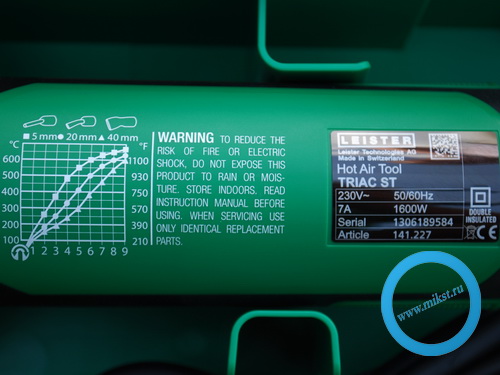 5 mm 20 mm 40 mm
°C °F
600 1100
500 930
400 750
300 570
200 390
100 210
1 2 3 4 5 6 7 8 9
WARNING TO REDUCE THE
RISK OF FIRE OR ELECTRIC
SHOCK, DO NOT EXPOSE THIS
PRODUCT TO RAIN OR MOIS-
TURE. STORE INDOORS. READ
INSTRUCTION MANUAL BEFORE
USING. WHEN SERVICING USE
ONLY IDENTICAL REPLACEMENT
PARTS.
LEISTER
Leister Technologies AG
Made in Switzerland
Hot Air Tool
TRIAC ST
230V~ 50/60Hz
7A 1600W
Serial 1306189584
Article 141.227
DOUBLE
INSULATED
CE
www.mikst.ru